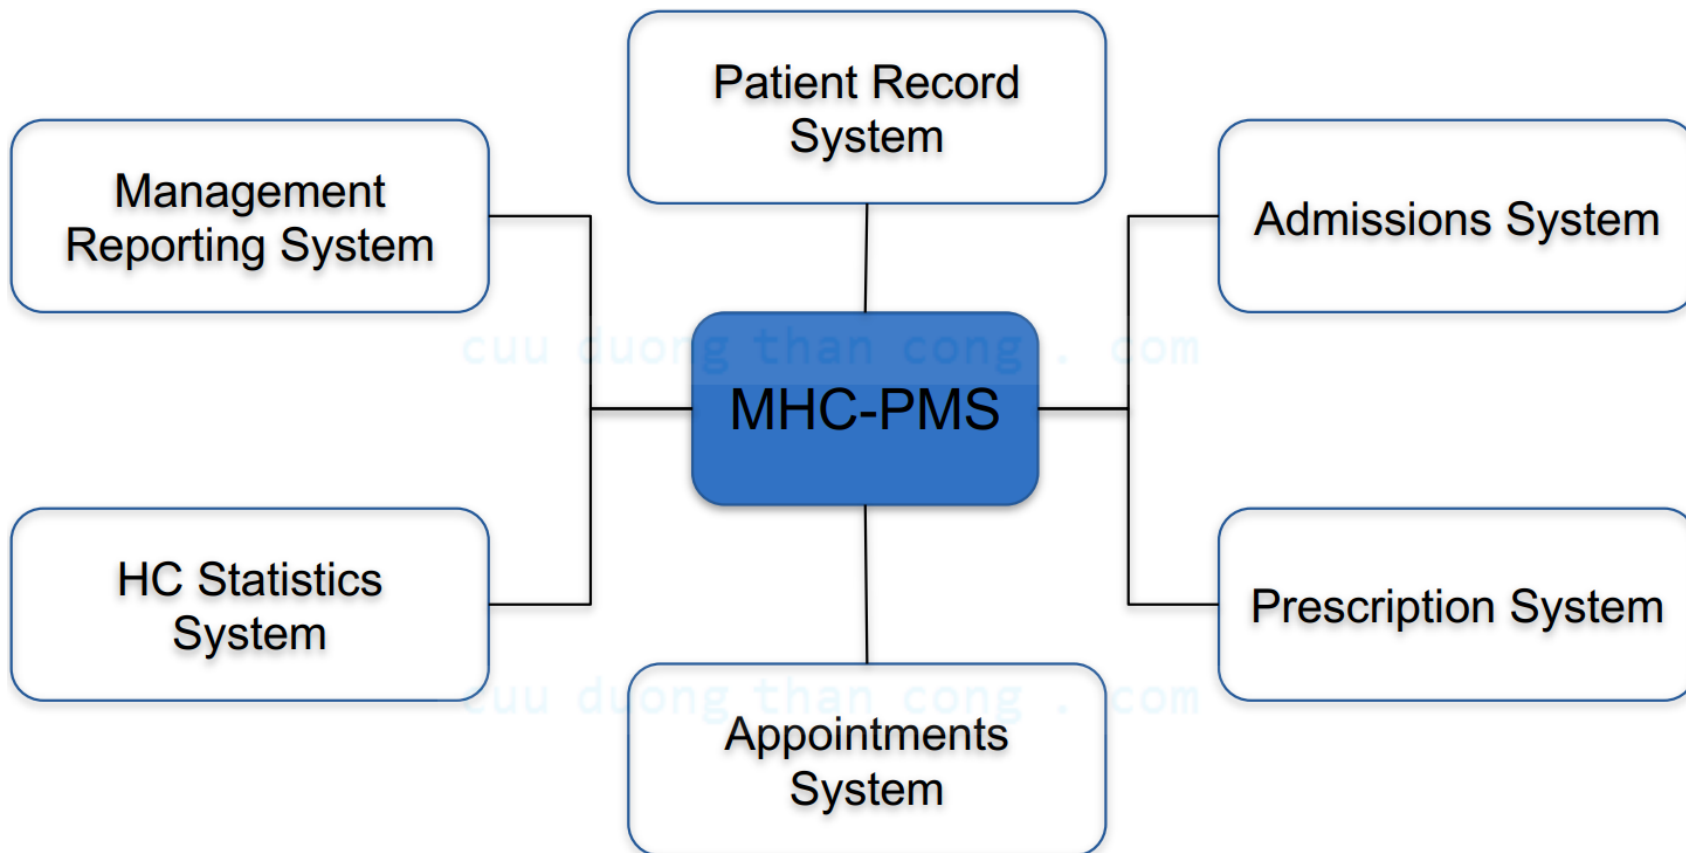 Patient Record
System
Management
Reporting System
Admissions System
cuu duong than cong . com
MHC-PMS
HC Statistics
System
Prescription System
cuu duong than cong . com
Appointments
System